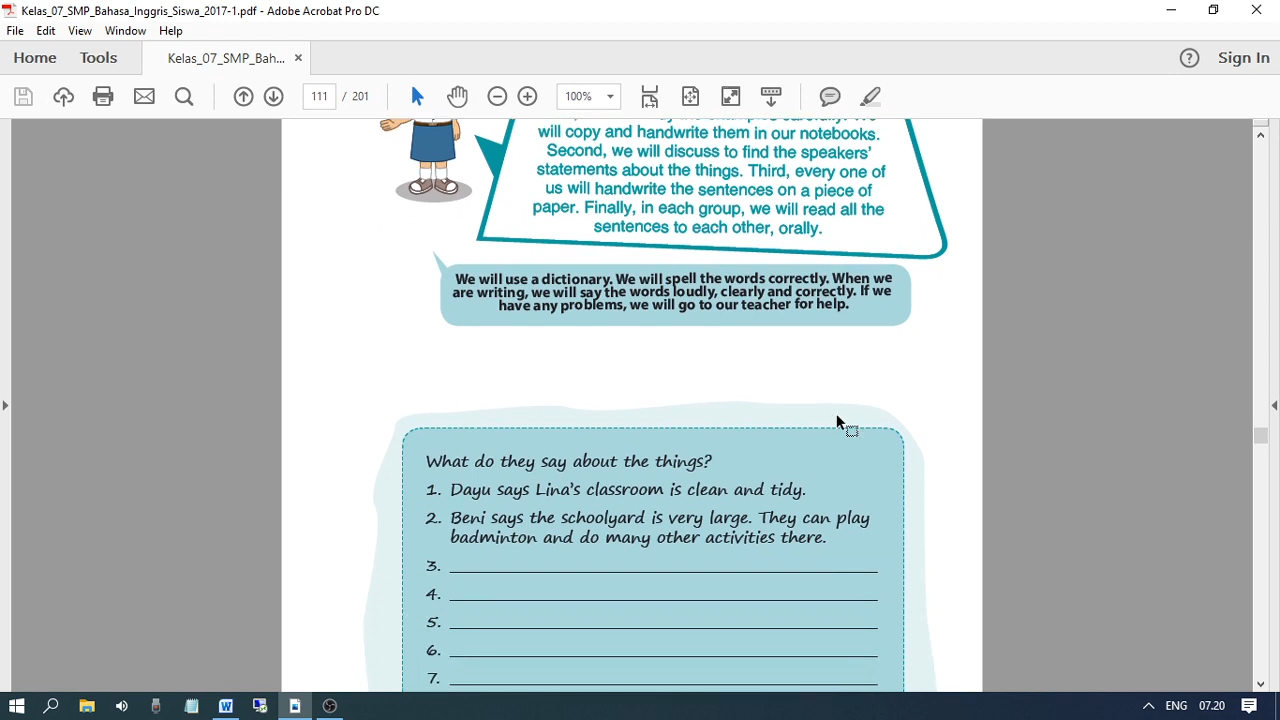 Kelas_07_SMP_Bahasa_Inggris_Siswa_2017-1.pdf - Adobe Acrobat Pro DC
File Edit View Window Help
Home Tools Kelas_07_SMP_Bah... × Sign In
111 / 201 100%
will copy and handwrite them in our notebooks.
Second, we will discuss to find the speakers'
statements about the things. Third, every one of
us will handwrite the sentences on a piece of
paper. Finally, in each group, we will read all the
sentences to each other, orally.
We will use a dictionary. We will spell the words correctly. When we
are writing, we will say the words loudly, clearly and correctly. If we
have any problems, we will go to our teacher for help.
What do they say about the things?
1. Dayu says Lina's classroom is clean and tidy.
2. Beni says the schoolyard is very large. They can play
badminton and do many other activities there.
3.
4.
5.
6.
7.
ENG 07.20